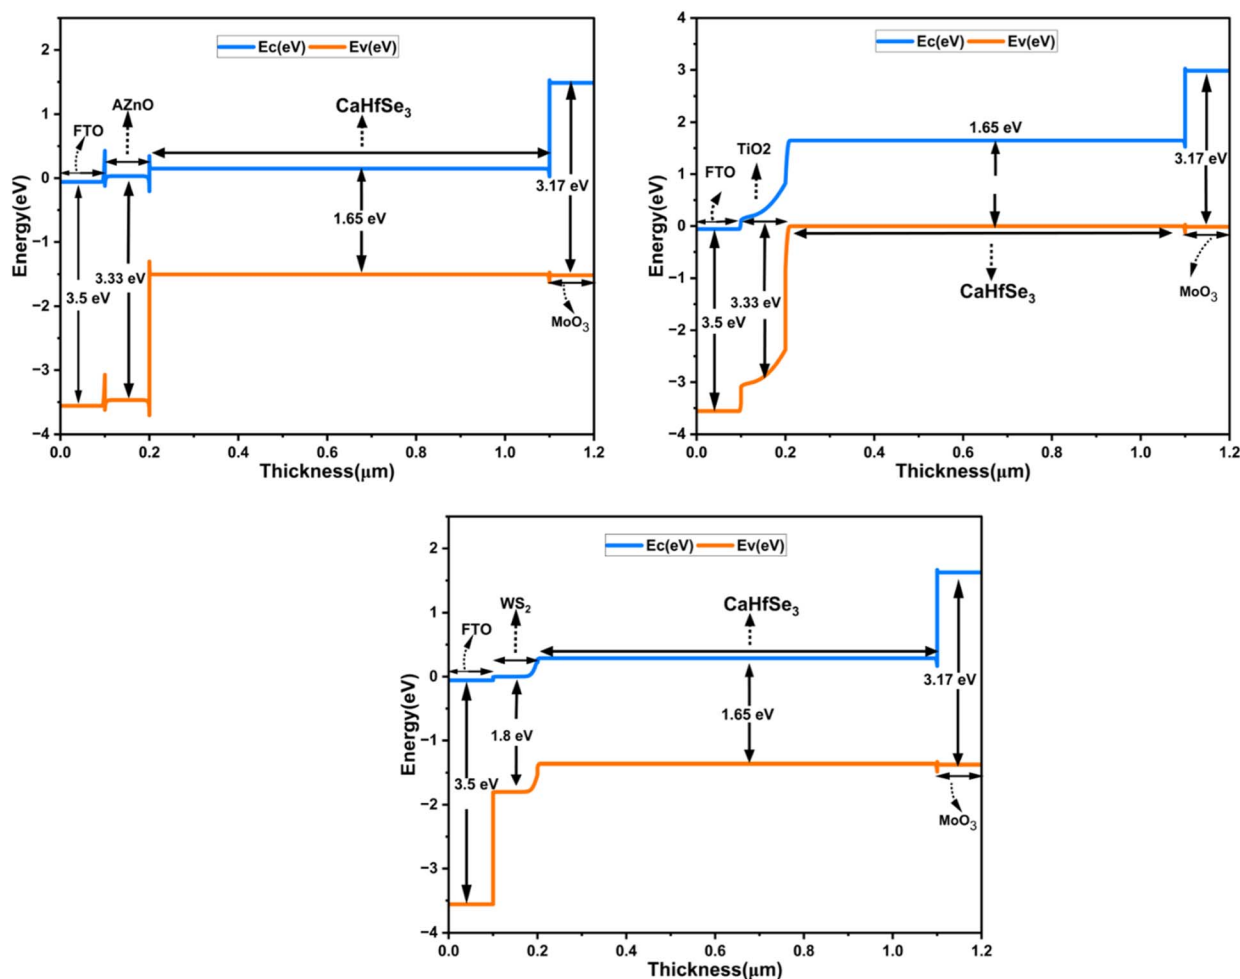 Ec(eV) Ev(eV)
AZnO
CaHfSe3
FTO
3.17 eV
1.65 eV
3.33 eV
3.5 eV
MoO3
Energy(eV)
2
1
0
−1
−2
−3
−4
0.0 0.2 0.4 0.6 0.8 1.0 1.2
Thickness(μm)
Ec(eV) Ev(eV)
1.65 eV
TiO2
3.17 eV
FTO
CaHfSe3
MoO3
3.33 eV
3.5 eV
Energy(eV)
4
3
2
1
0
−1
−2
−3
−4
0.0 0.2 0.4 0.6 0.8 1.0 1.2
Thickness(μm)
Ec(eV) Ev(eV)
WS2
CaHfSe3
FTO
3.17 eV
1.65 eV
1.8 eV
3.5 eV
MoO3
Energy(eV)
2
1
0
−1
−2
−3
−4
0.0 0.2 0.4 0.6 0.8 1.0 1.2
Thickness(μm)